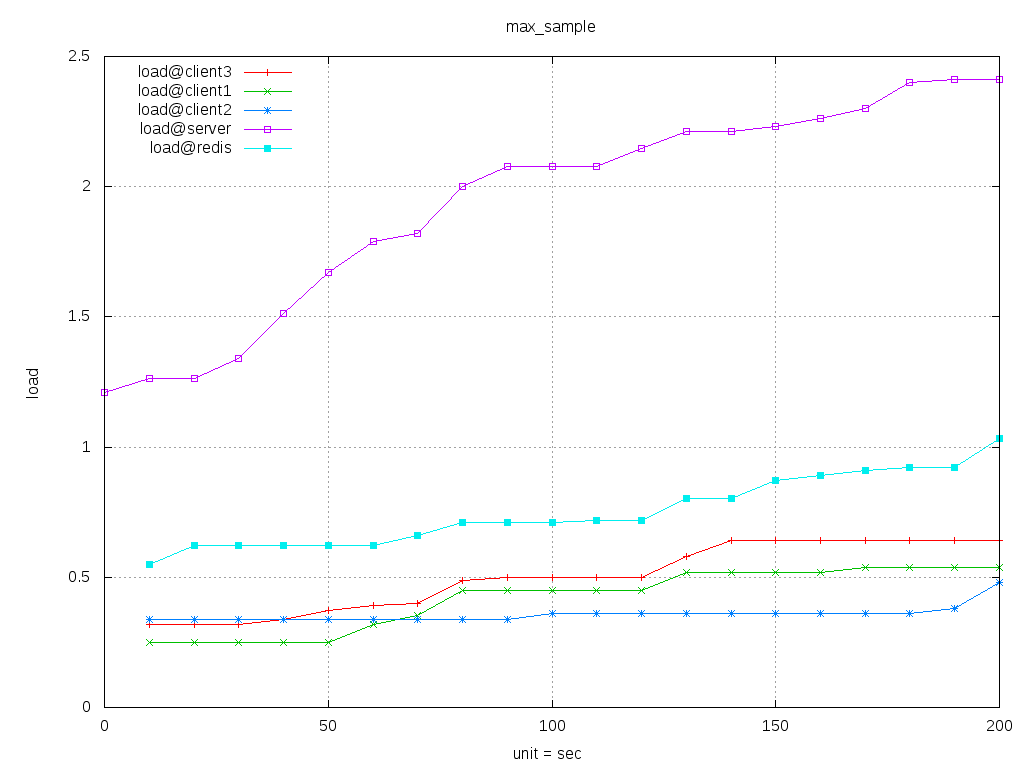 max_sample
2.5
load@client3
load@client1
load@client2
load@server
load@redis
2
1.5
load
1
0.5
0
0 50 100 150 200
unit = sec